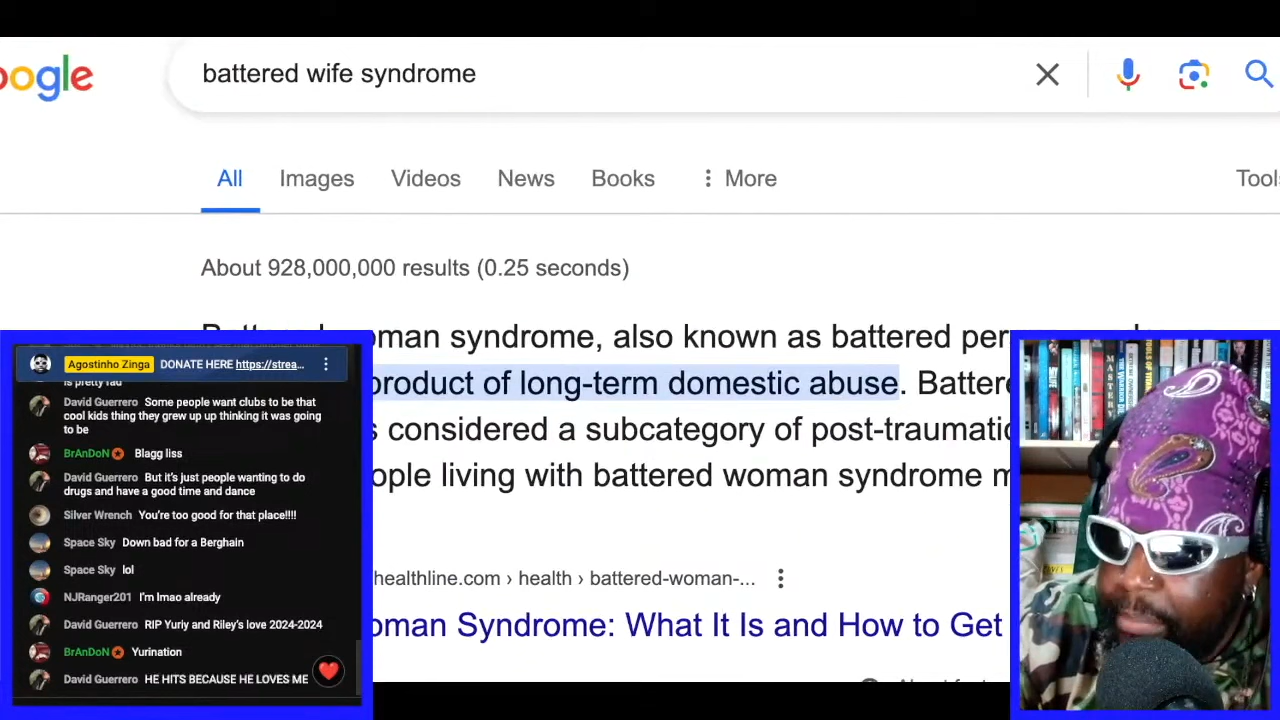 oogle
battered wife syndrome
All Images Videos News Books More
About 928,000,000 results (0.25 seconds)
oman syndrome, also known as battered per
product of long-term domestic abuse. Battere
considered a subcategory of post-traumatic
ople living with battered woman syndrome m
healthline.com › health › battered-woman-...
oman Syndrome: What It Is and How to Get
Agostinho Zinga DONATE HERE https://strea...
is pretty rad
David Guerrero Some people want clubs to be that
cool kids thing they grew up up thinking it was going
to be
BrAnDoN Blagg liss
David Guerrero But it's just people wanting to do
drugs and have a good time and dance
Silver Wrench You're too good for that place!!!!
Space Sky Down bad for a Berghain
Space Sky lol
NJRanger201 I'm lmao already
David Guerrero RIP Yuriy and Riley's love 2024-2024
BrAnDoN Yurination
David Guerrero HE HITS BECAUSE HE LOVES ME
MASTERY